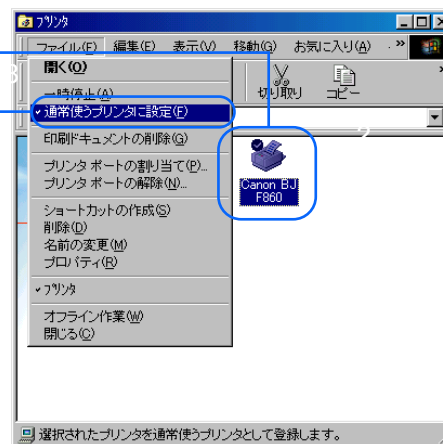 プリンタ
ファイル(F) 編集(E) 表示(V) 移動(G) お気に入り(A) »
3
開く(O)
一時停止(A)
通常使うプリンタに設定(F)
印刷ドキュメントの削除(G)
プリンタ ポートの割り当て(P)...
プリンタ ポートの解除(N)...
ショートカットの作成(S)
削除(D)
名前の変更(M)
プロパティ(R)
プリンタ
オフライン作業(W)
閉じる(C)
切り取り コピー »
2
Canon BJ
F860
選択されたプリンタを通常使うプリンタとして登録します。